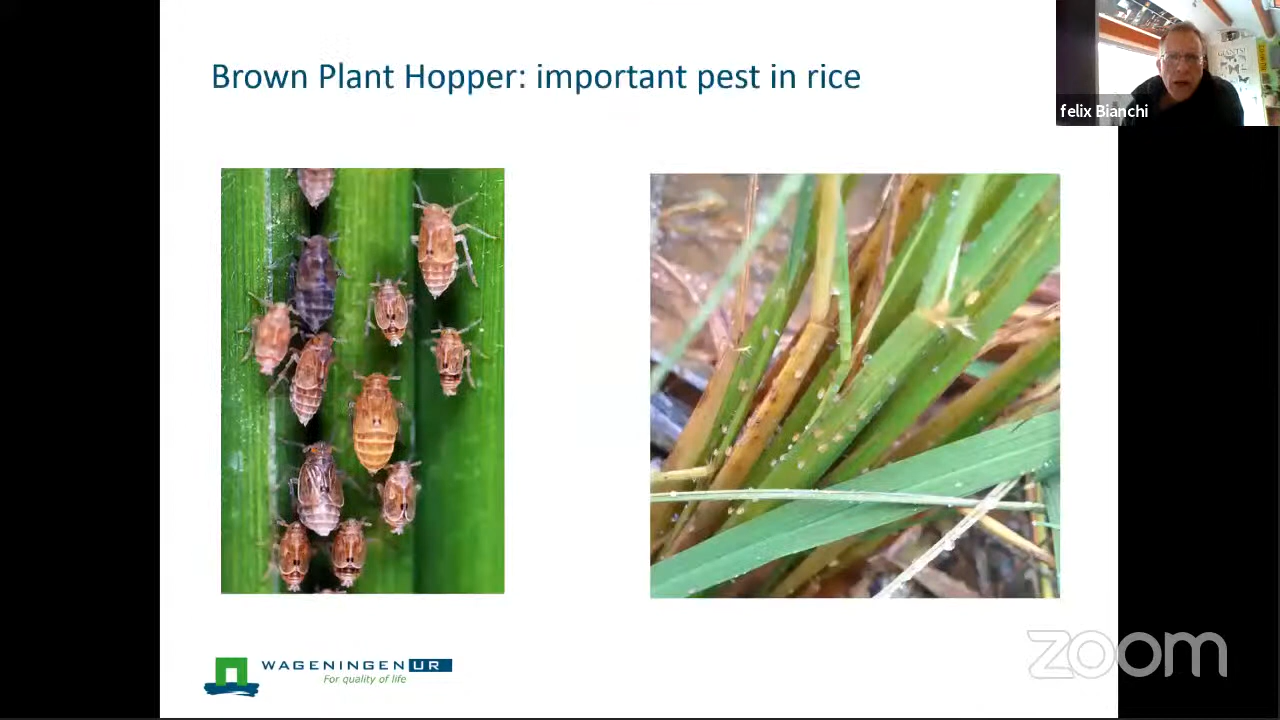 Brown Plant Hopper: important pest in rice
felix Bianchi
WAGENINGEN UR
For quality of life
zoom